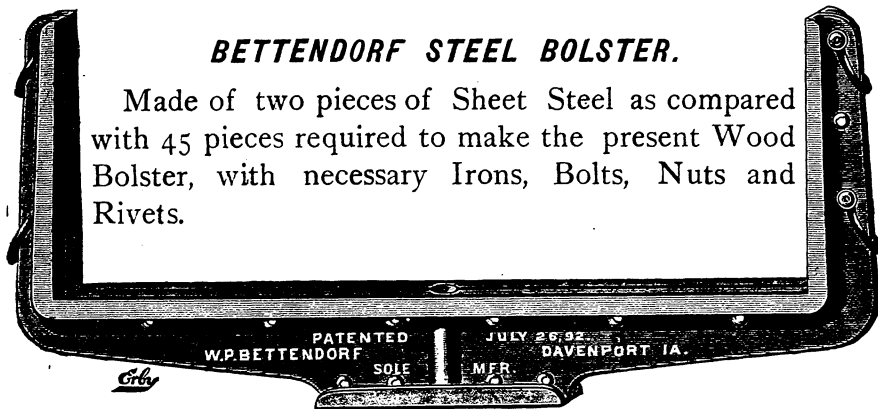 BETTENDORF STEEL BOLSTER.
Made of two pieces of Sheet Steel as compared
with 45 pieces required to make the present Wood
Bolster, with necessary Irons, Bolts, Nuts and
Rivets.
PATENTED JULY 26, 92.
W.P. BETTENDORF DAVENPORT IA.
SOLE MFR.
Erby